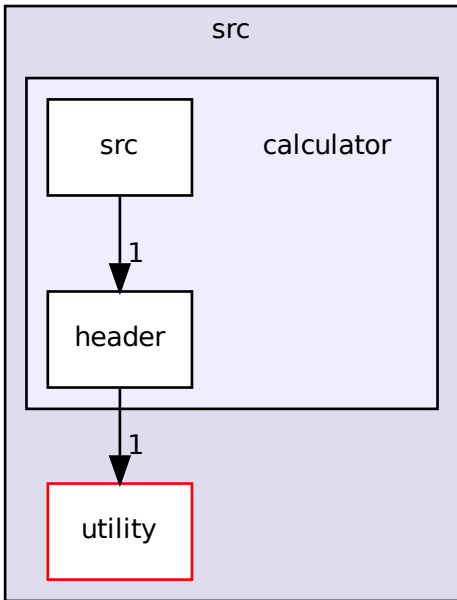 src
src
calculator
1
header
1
utility